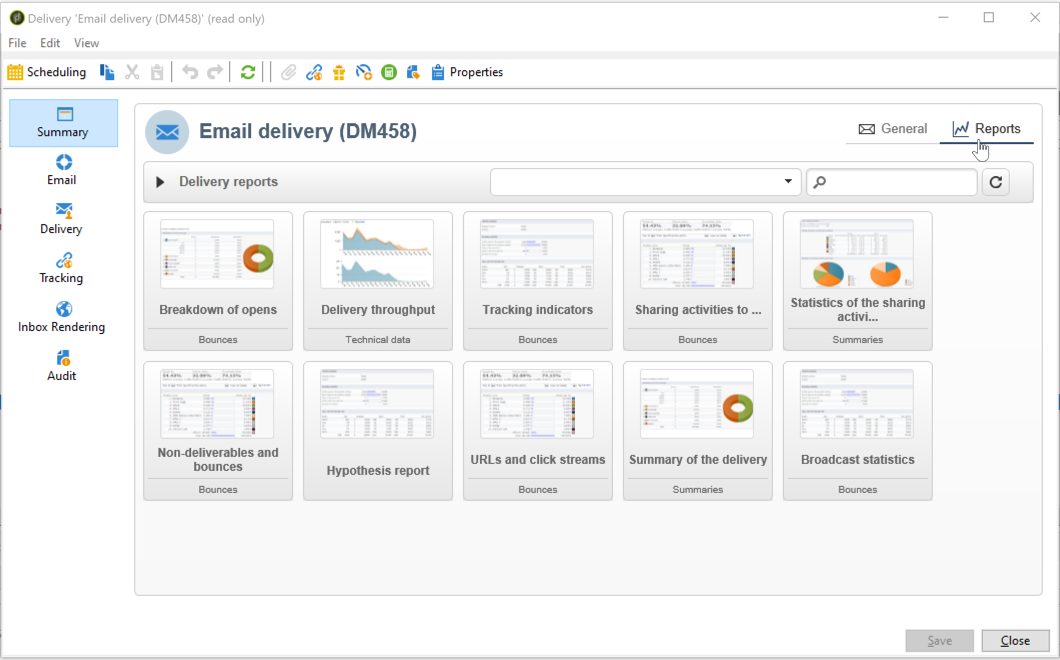 Delivery 'Email delivery (DM458)' (read only)
File Edit View
Scheduling Properties
Summary
Email
Delivery
Tracking
Inbox Rendering
Audit
Email delivery (DM458)
General Reports
Delivery reports
Breakdown of opens
Bounces
Delivery throughput
Technical data
Tracking indicators
Bounces
Sharing activities to ...
Bounces
Statistics of the sharing
activi...
Summaries
Non-deliverables and
bounces
Bounces
Hypothesis report
URLs and click streams
Bounces
Summary of the delivery
Summaries
Broadcast statistics
Bounces
Save Close